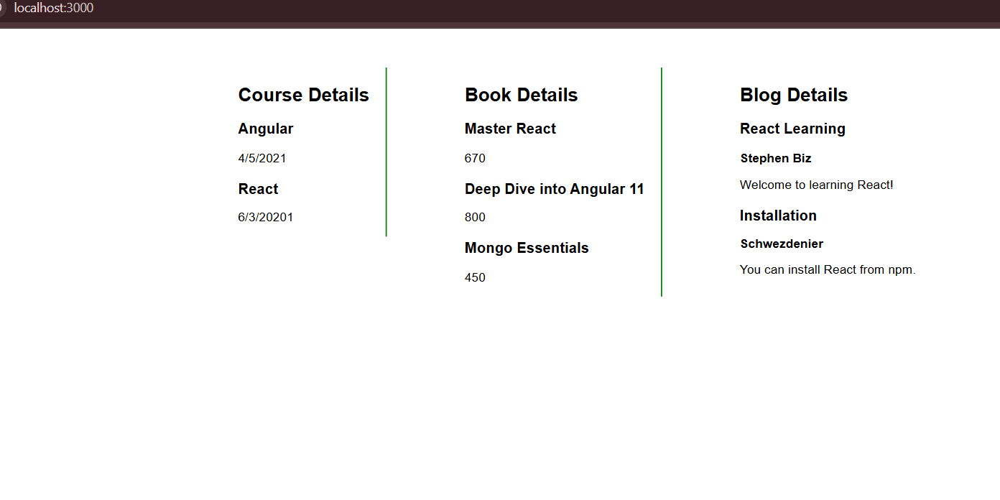 localhost:3000
Course Details
Angular
4/5/2021
React
6/3/20201
Book Details
Master React
670
Deep Dive into Angular 11
800
Mongo Essentials
450
Blog Details
React Learning
Stephen Biz
Welcome to learning React!
Installation
Schwezdenier
You can install React from npm.